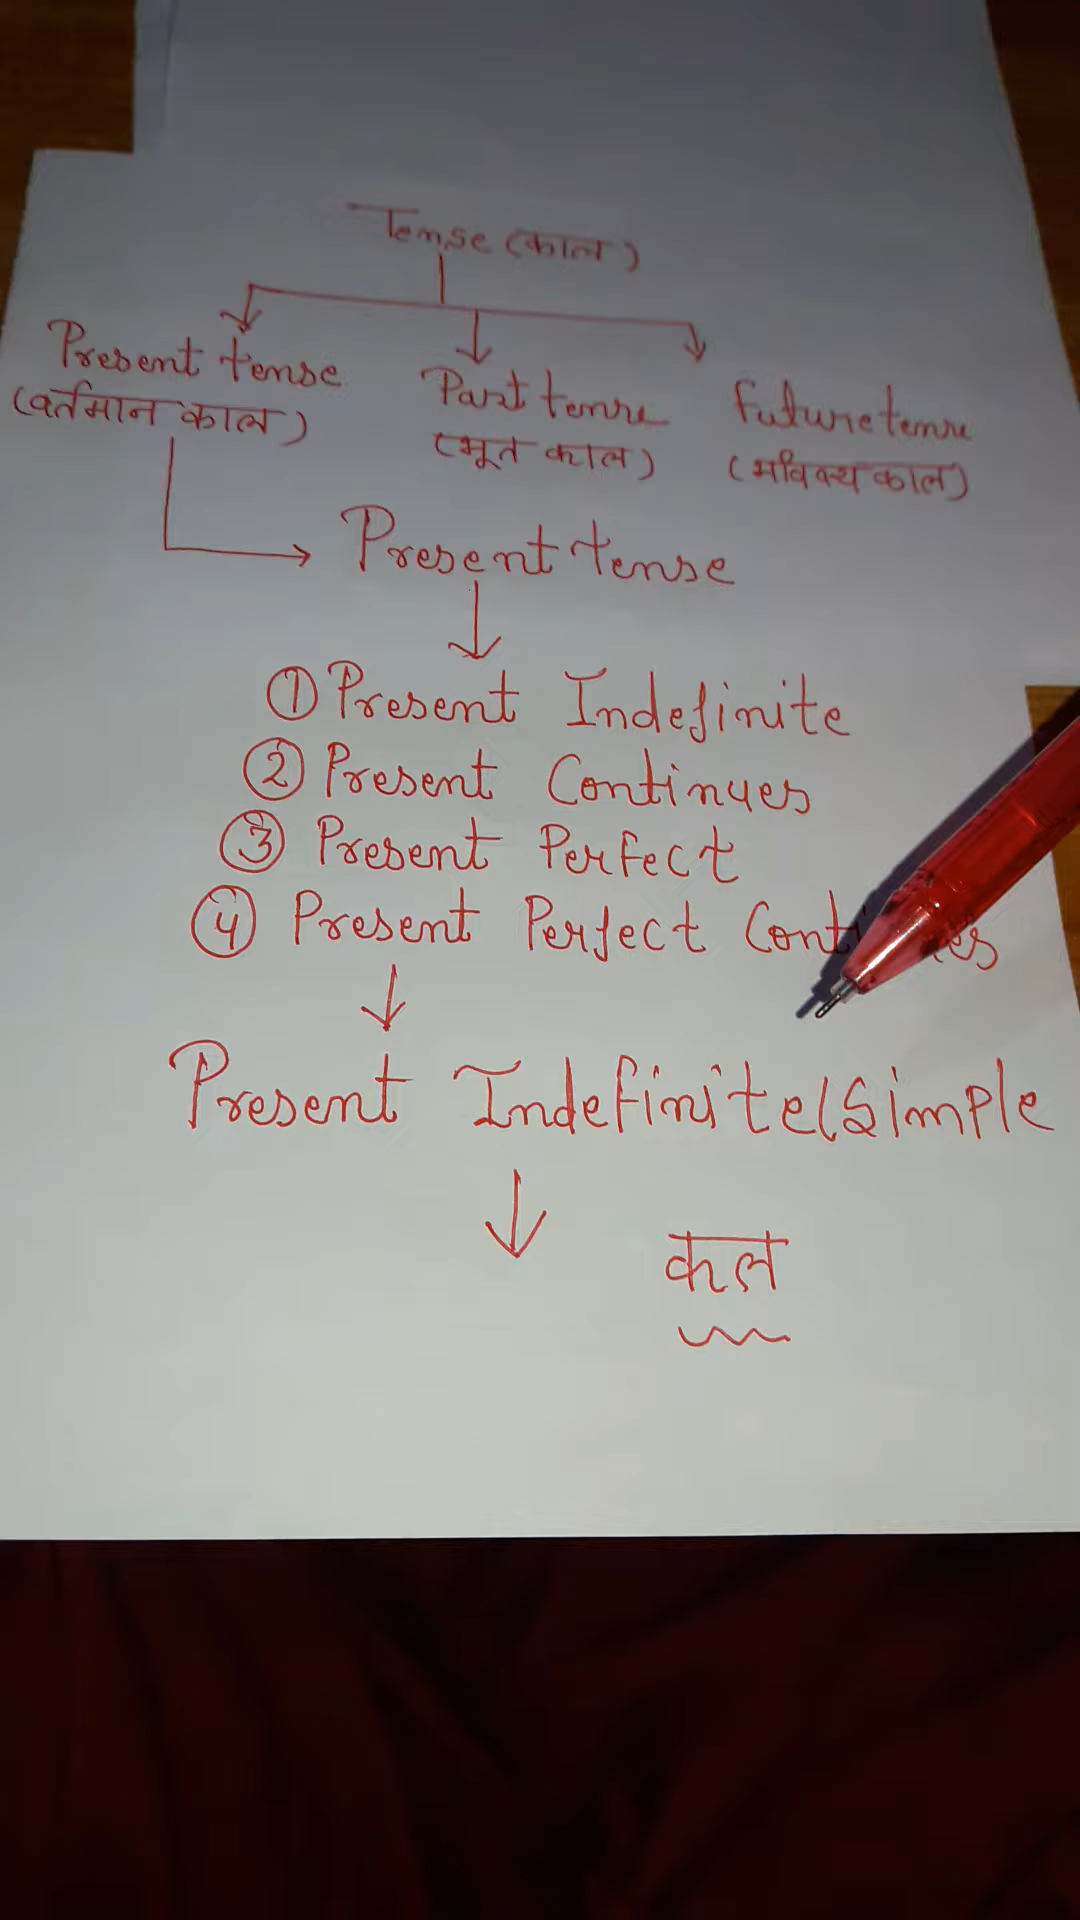 Tense (काल)
Present tense Past tense Future tense
(वर्तमान काल) (भूत काल) (भविष्य काल)
Present tense
① Present Indefinite
② Present Continues
③ Present Perfect
④ Present Perfect
Present Indefinite(Simple
कल